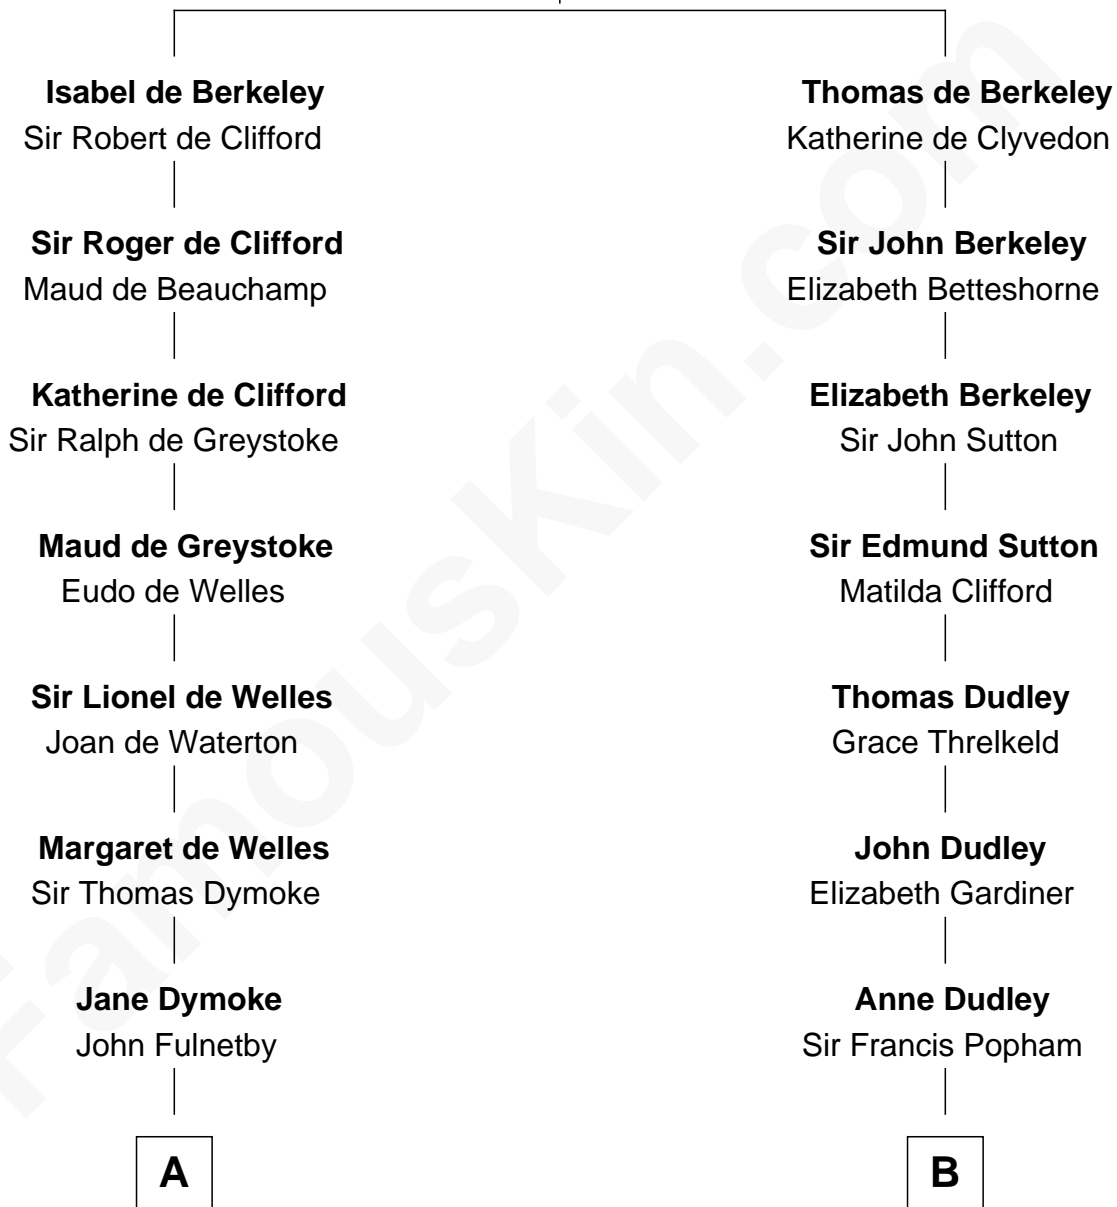 Isabel de Berkeley
Sir Robert de Clifford
Sir Roger de Clifford
Maud de Beauchamp
Katherine de Clifford
Sir Ralph de Greystoke
Maud de Greystoke
Eudo de Welles
Sir Lionel de Welles
Joan de Waterton
Margaret de Welles
Sir Thomas Dymoke
Jane Dymoke
John Fulnetby
A
Thomas de Berkeley
Katherine de Clyvedon
Sir John Berkeley
Elizabeth Betteshorne
Elizabeth Berkeley
Sir John Sutton
Sir Edmund Sutton
Matilda Clifford
Thomas Dudley
Grace Threlkeld
John Dudley
Elizabeth Gardiner
Anne Dudley
Sir Francis Popham
B
FamousKin.com